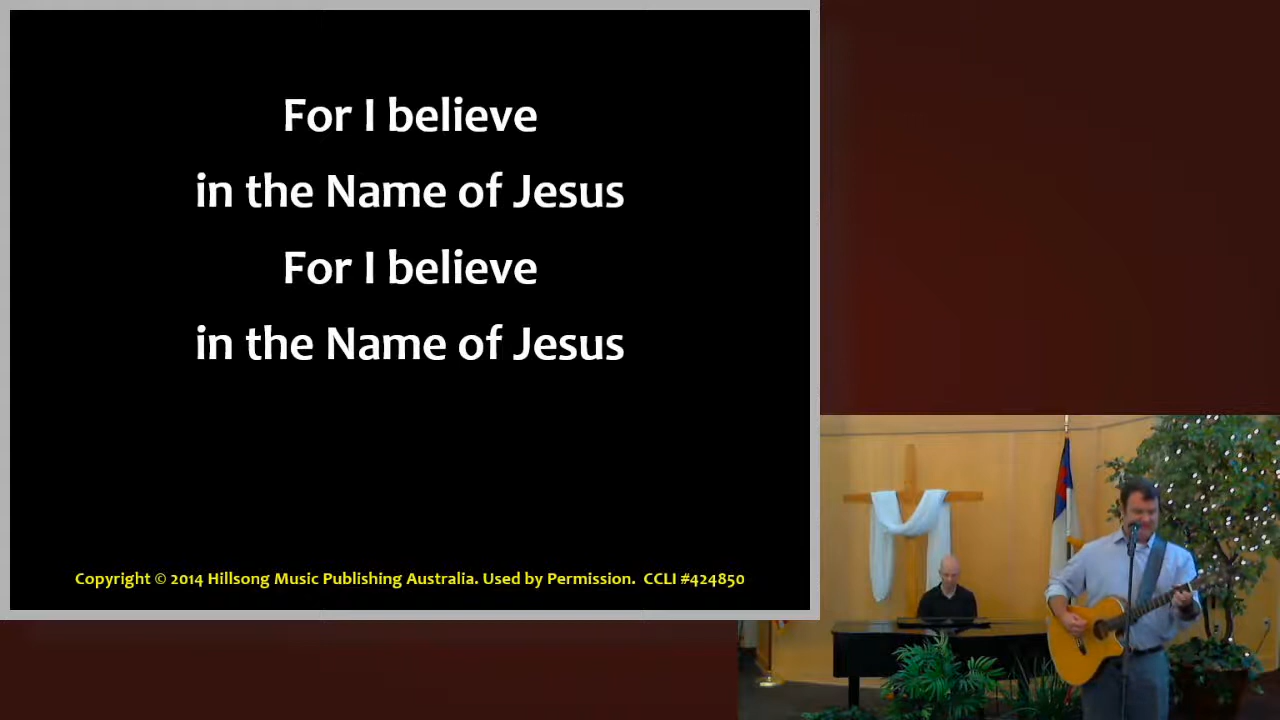 For I believe
in the Name of Jesus
For I believe
in the Name of Jesus
Copyright © 2014 Hillsong Music Publishing Australia. Used by Permission. CCLI #424850